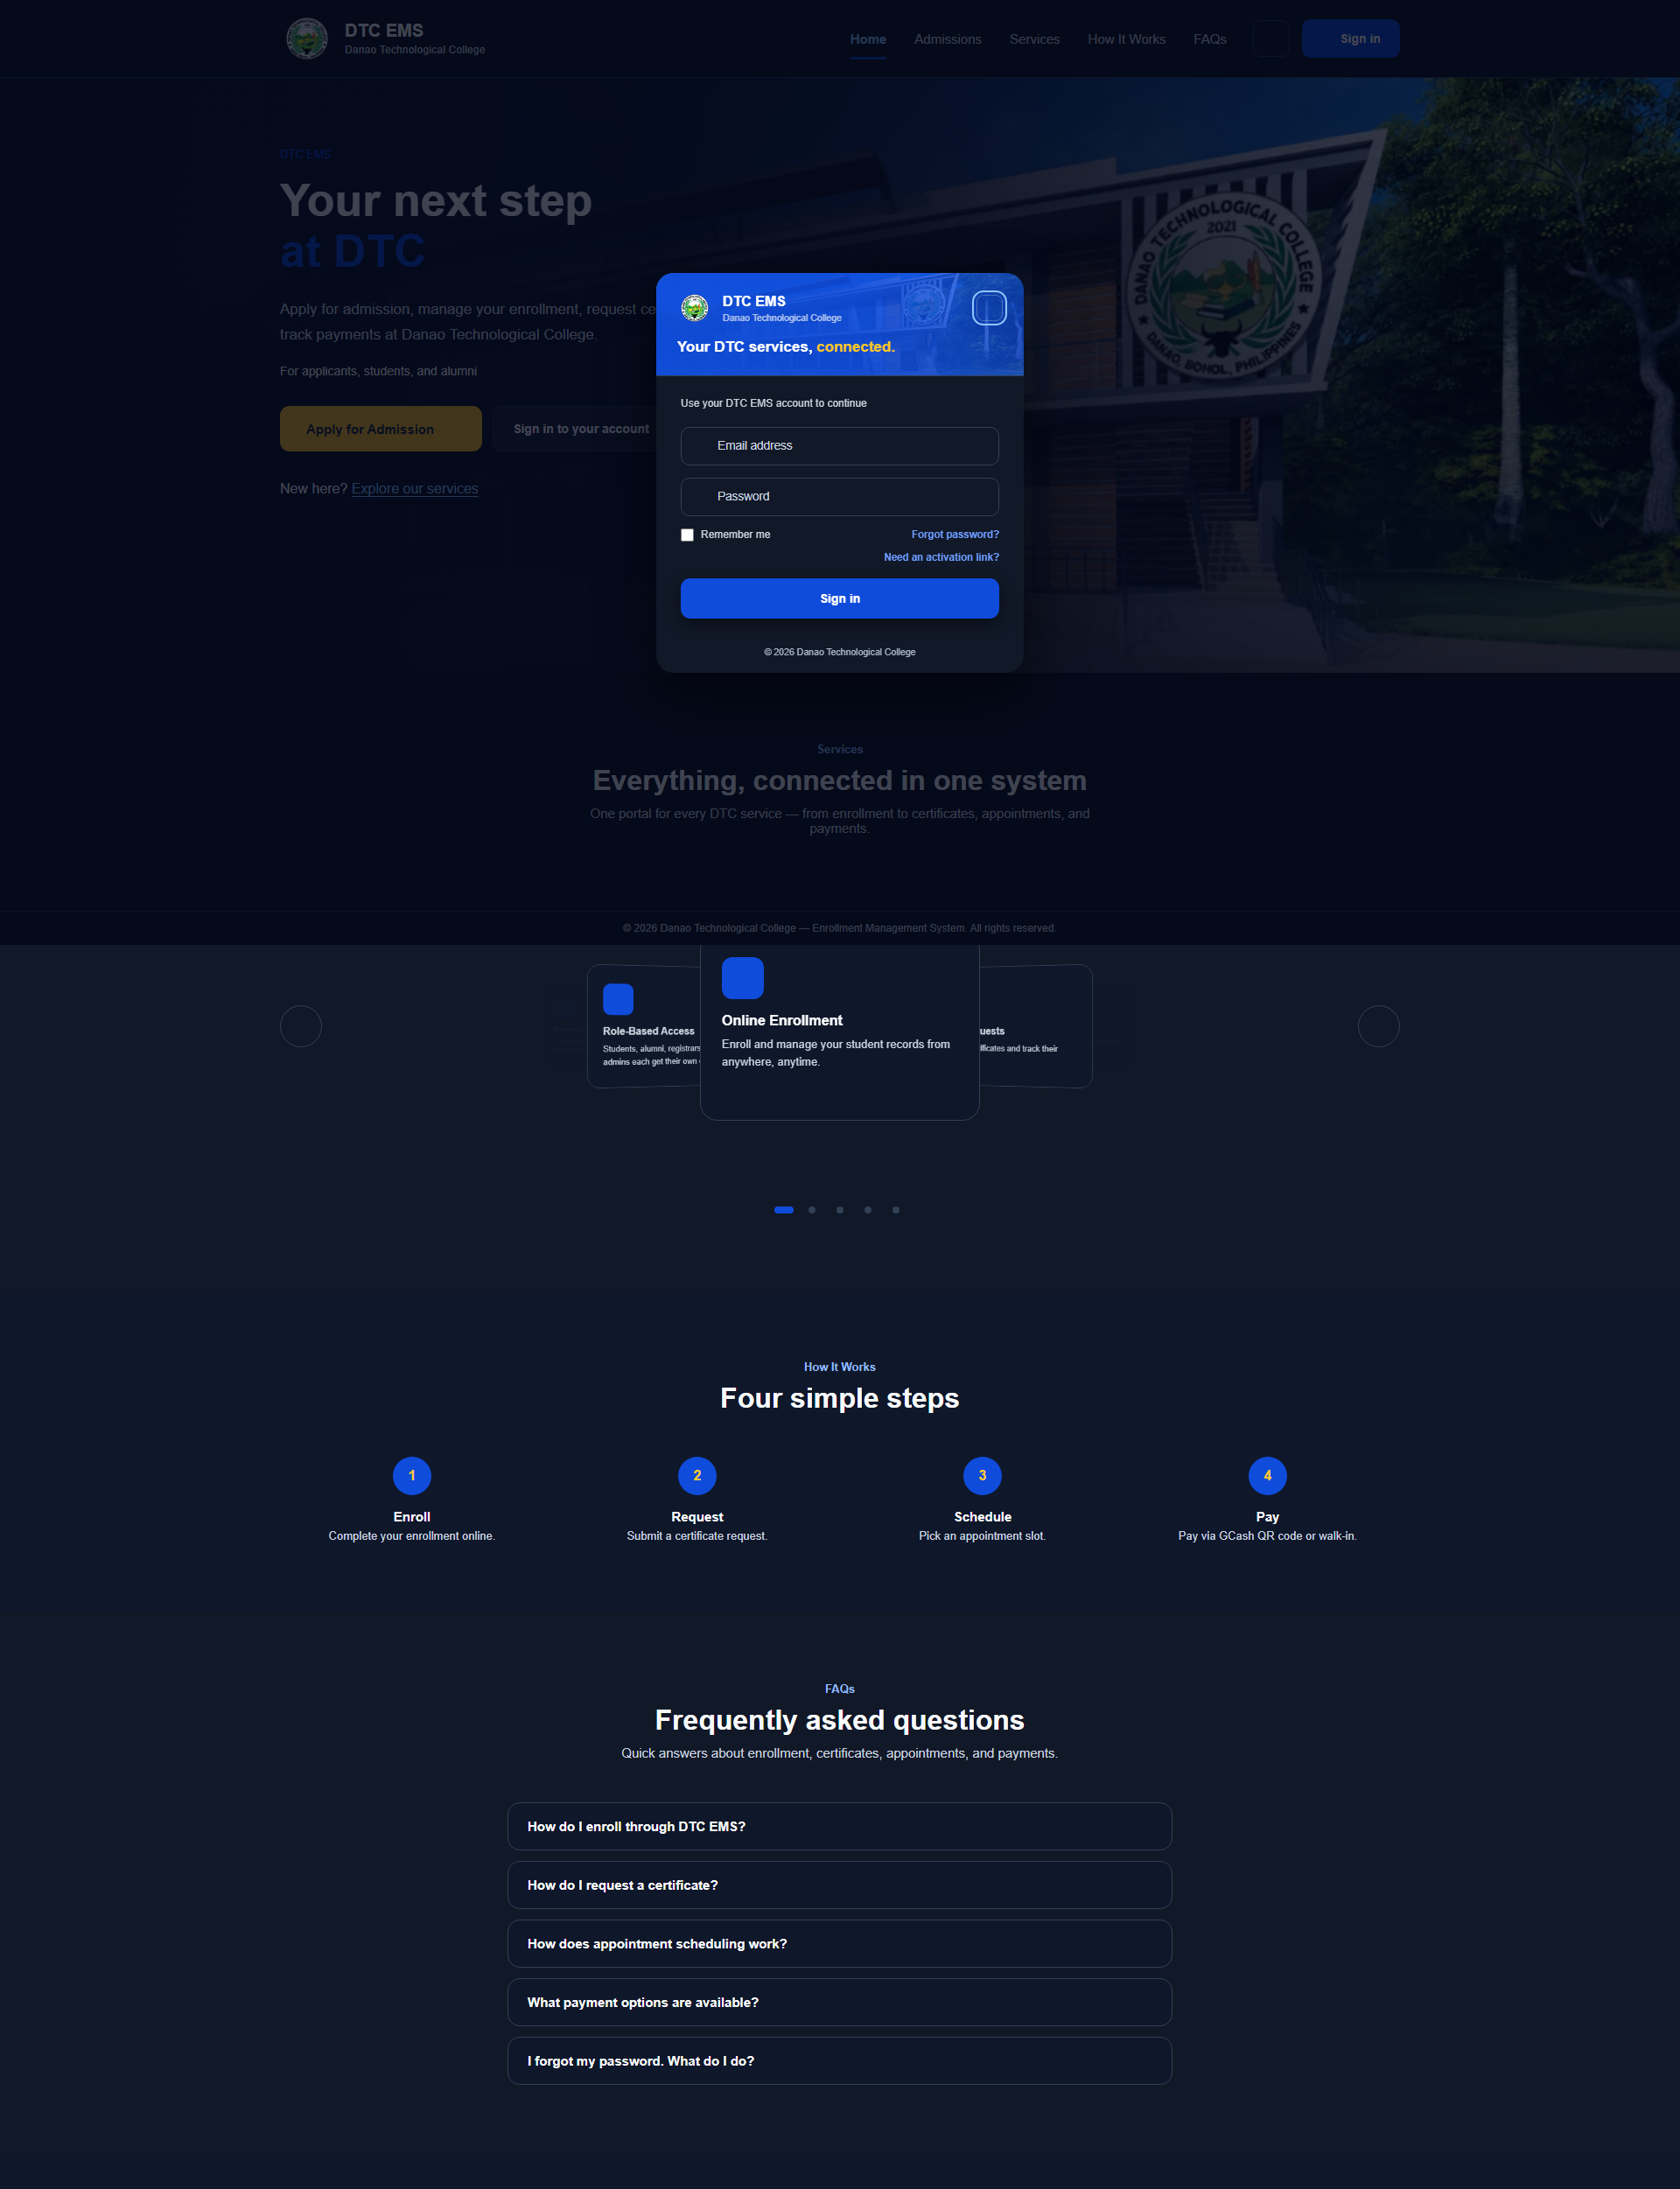 DTC EMS
Danao Technological College
Home
Admissions
Services
How It Works
FAQs
Sign in
DTC EMS
Your next step
at DTC
Apply for admission, manage your enrollment, request ce
track payments at Danao Technological College.
For applicants, students, and alumni
Apply for Admission
Sign in to your account
New here? Explore our services
DANAO TECHNOLOGICAL COLLEGE
2021
DANAO, BOHOL, PHILIPPINES
DTC EMS
Danao Technological College
Your DTC services, connected.
Use your DTC EMS account to continue
Email address
Password
Remember me
Forgot password?
Need an activation link?
Sign in
© 2026 Danao Technological College
Services
Everything, connected in one system
One portal for every DTC service — from enrollment to certificates, appointments, and
payments.
© 2026 Danao Technological College — Enrollment Management System. All rights reserved.
Role-Based Access
Students, alumni, registrars
admins each get their own
Online Enrollment
Enroll and manage your student records from
anywhere, anytime.
uests
ificates and track their
How It Works
Four simple steps
1
Enroll
Complete your enrollment online.
2
Request
Submit a certificate request.
3
Schedule
Pick an appointment slot.
4
Pay
Pay via GCash QR code or walk-in.
FAQs
Frequently asked questions
Quick answers about enrollment, certificates, appointments, and payments.
How do I enroll through DTC EMS?
How do I request a certificate?
How does appointment scheduling work?
What payment options are available?
I forgot my password. What do I do?